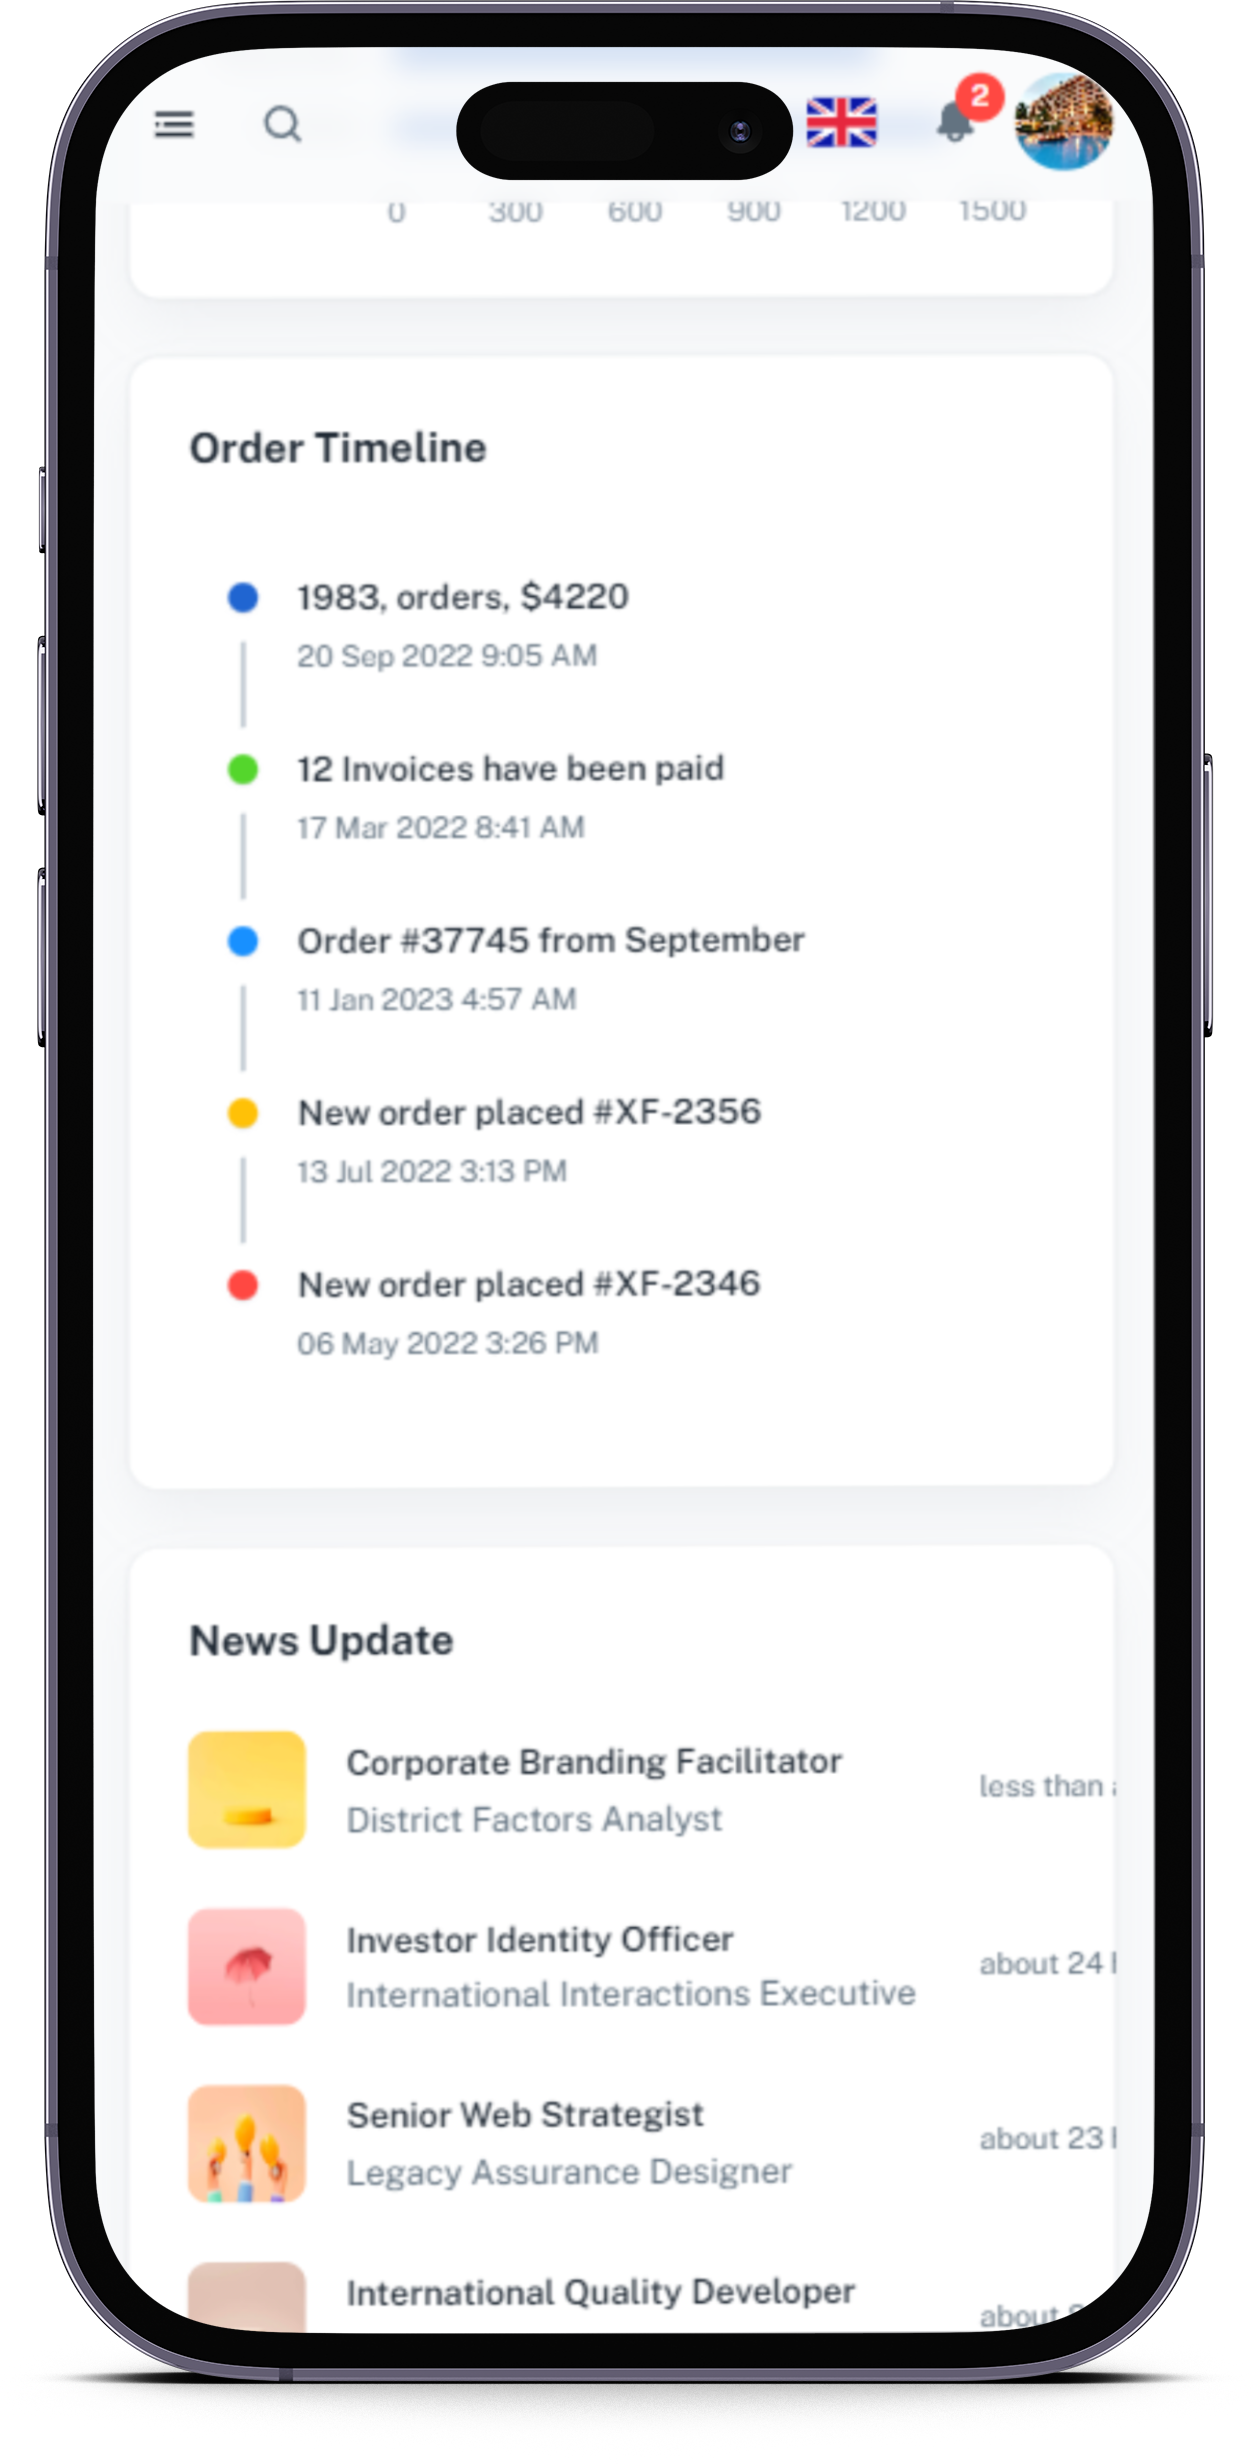 2
0 300 600 900 1200 1500
Order Timeline
1983, orders, $4220
20 Sep 2022 9:05 AM
12 Invoices have been paid
17 Mar 2022 8:41 AM
Order #37745 from September
11 Jan 2023 4:57 AM
New order placed #XF-2356
13 Jul 2022 3:13 PM
New order placed #XF-2346
06 May 2022 3:26 PM
News Update
Corporate Branding Facilitator
less than
District Factors Analyst
Investor Identity Officer
about 24
International Interactions Executive
Senior Web Strategist
about 23
Legacy Assurance Designer
International Quality Developer
about